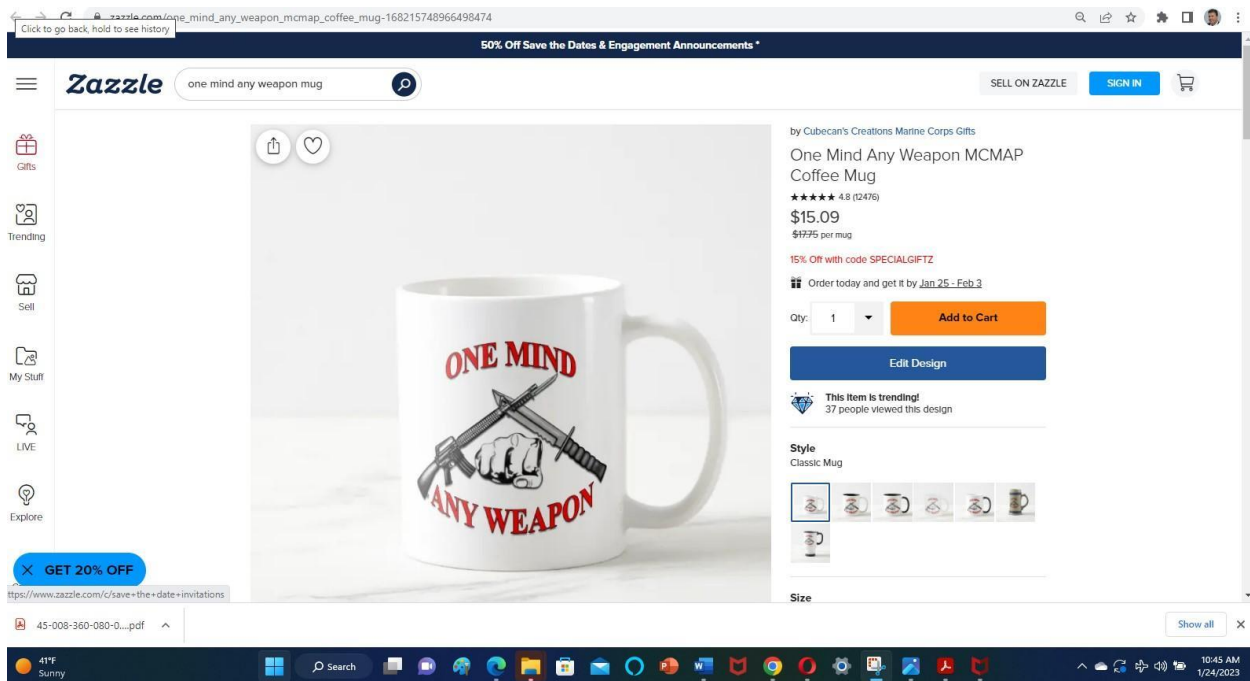 zazzle.com/one_mind_any_weapon_mcmap_coffee_mug-168215748966498474
Click to go back, hold to see history
50% Off Save the Dates & Engagement Announcements *
Zazzle
one mind any weapon mug
SELL ON ZAZZLE
SIGN IN
Gifts
Trending
Sell
My Stuff
LIVE
Explore
GET 20% OFF
ttps://www.zazzle.com/c/save+the+date+invitations
ONE MIND
ANY WEAPON
by Cubecan's Creations Marine Corps Gifts
One Mind Any Weapon MCMAP
Coffee Mug
★★★★★ 4.8 (12476)
$15.09
$17.75 per mug
15% Off with code SPECIALGIFTZ
Order today and get it by Jan 25 - Feb 3
Qty: 1
Add to Cart
Edit Design
This item is trending!
37 people viewed this design
Style
Classic Mug
Size
45-008-360-080-0....pdf
Show all
41°F
Sunny
Search
10:45 AM
1/24/2023